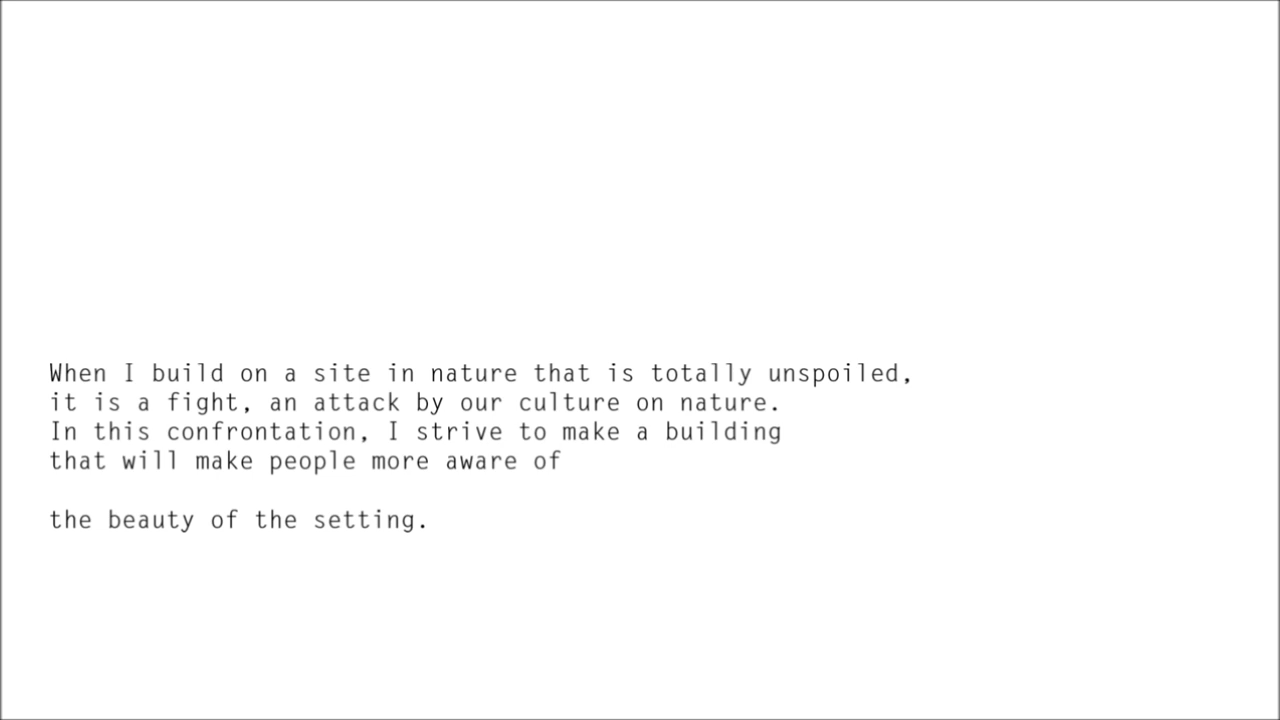 When I build on a site in nature that is totally unspoiled,
it is a fight, an attack by our culture on nature.
In this confrontation, I strive to make a building
that will make people more aware of
the beauty of the setting.